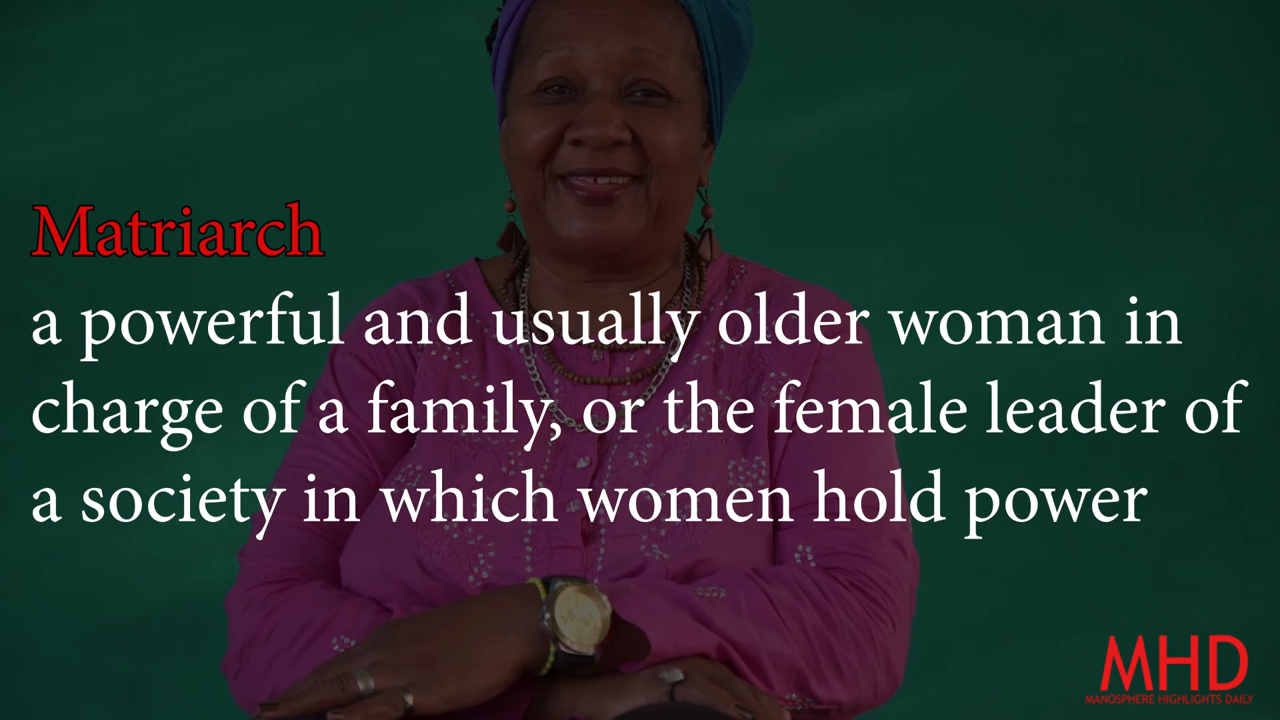 Matriarch
a powerful and usually older woman in
charge of a family, or the female leader of
a society in which women hold power
MHD
MANOSPHERE HIGHLIGHTS DAILY